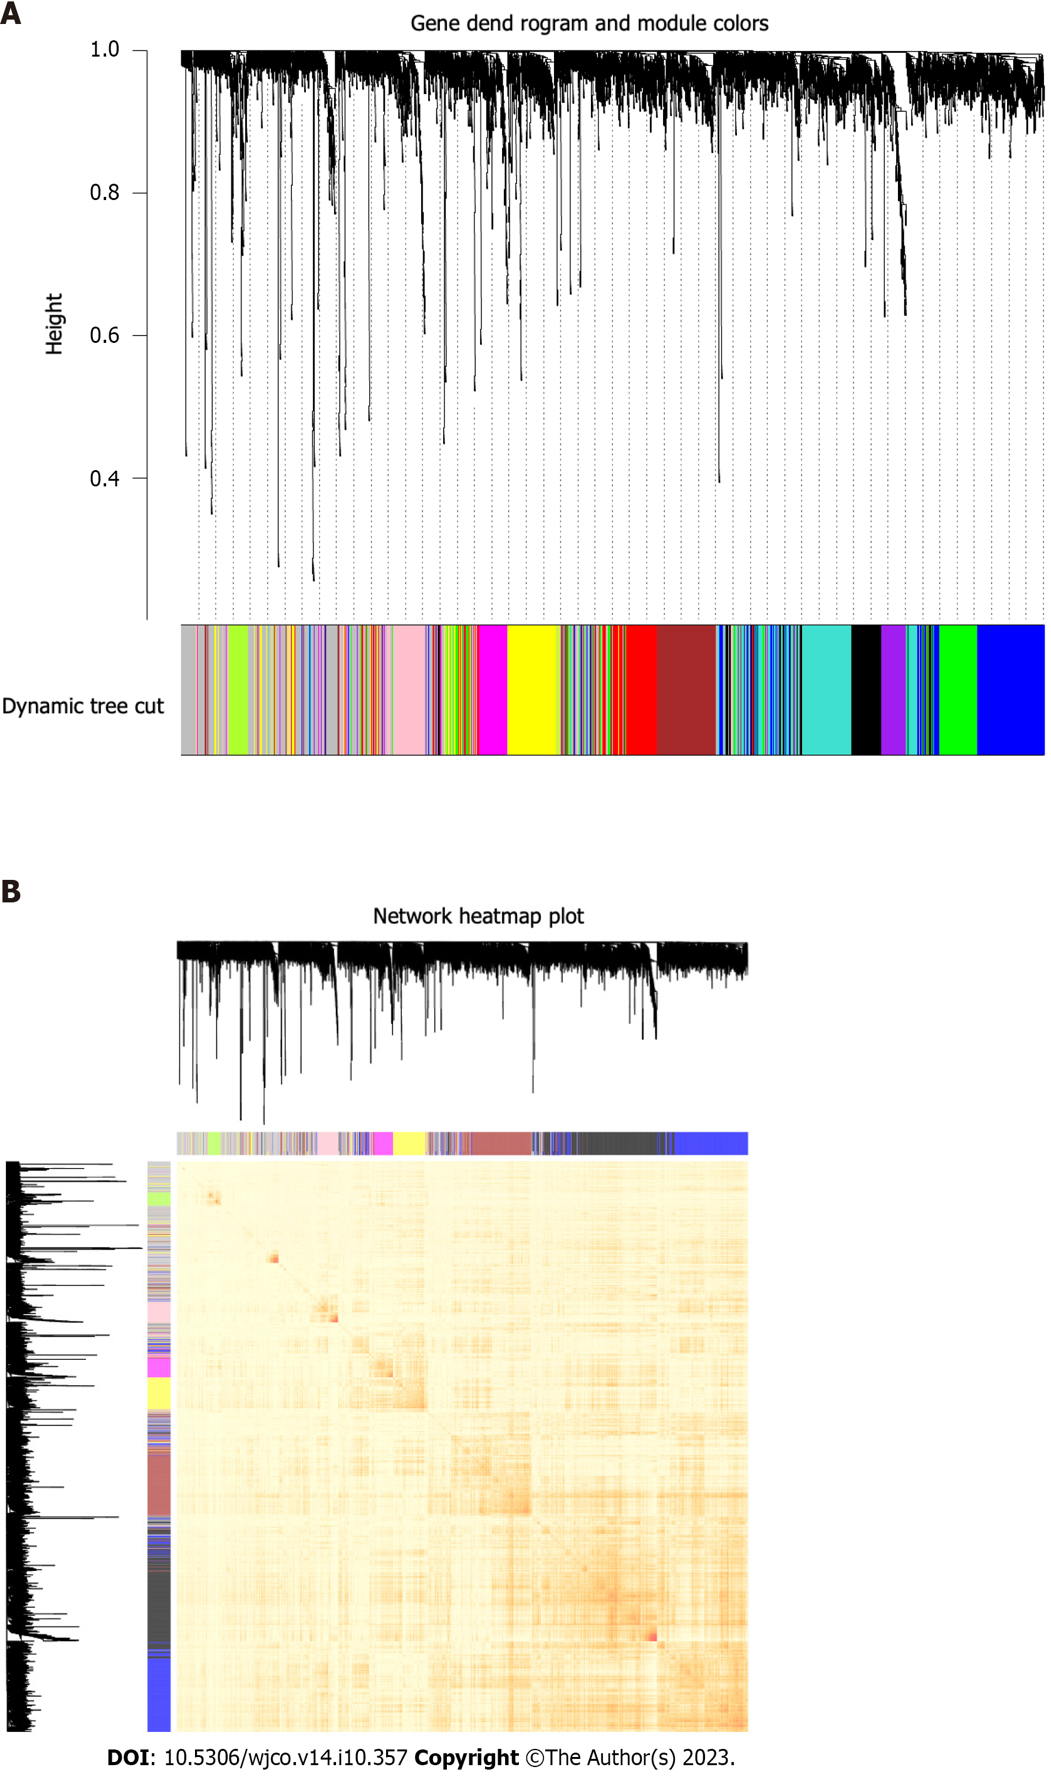 A
Gene dend rogram and module colors
1.0
0.8
0.6
0.4
Height
Dynamic tree cut
B
Network heatmap plot
DOI: 10.5306/wjco.v14.i10.357 Copyright ©The Author(s) 2023.